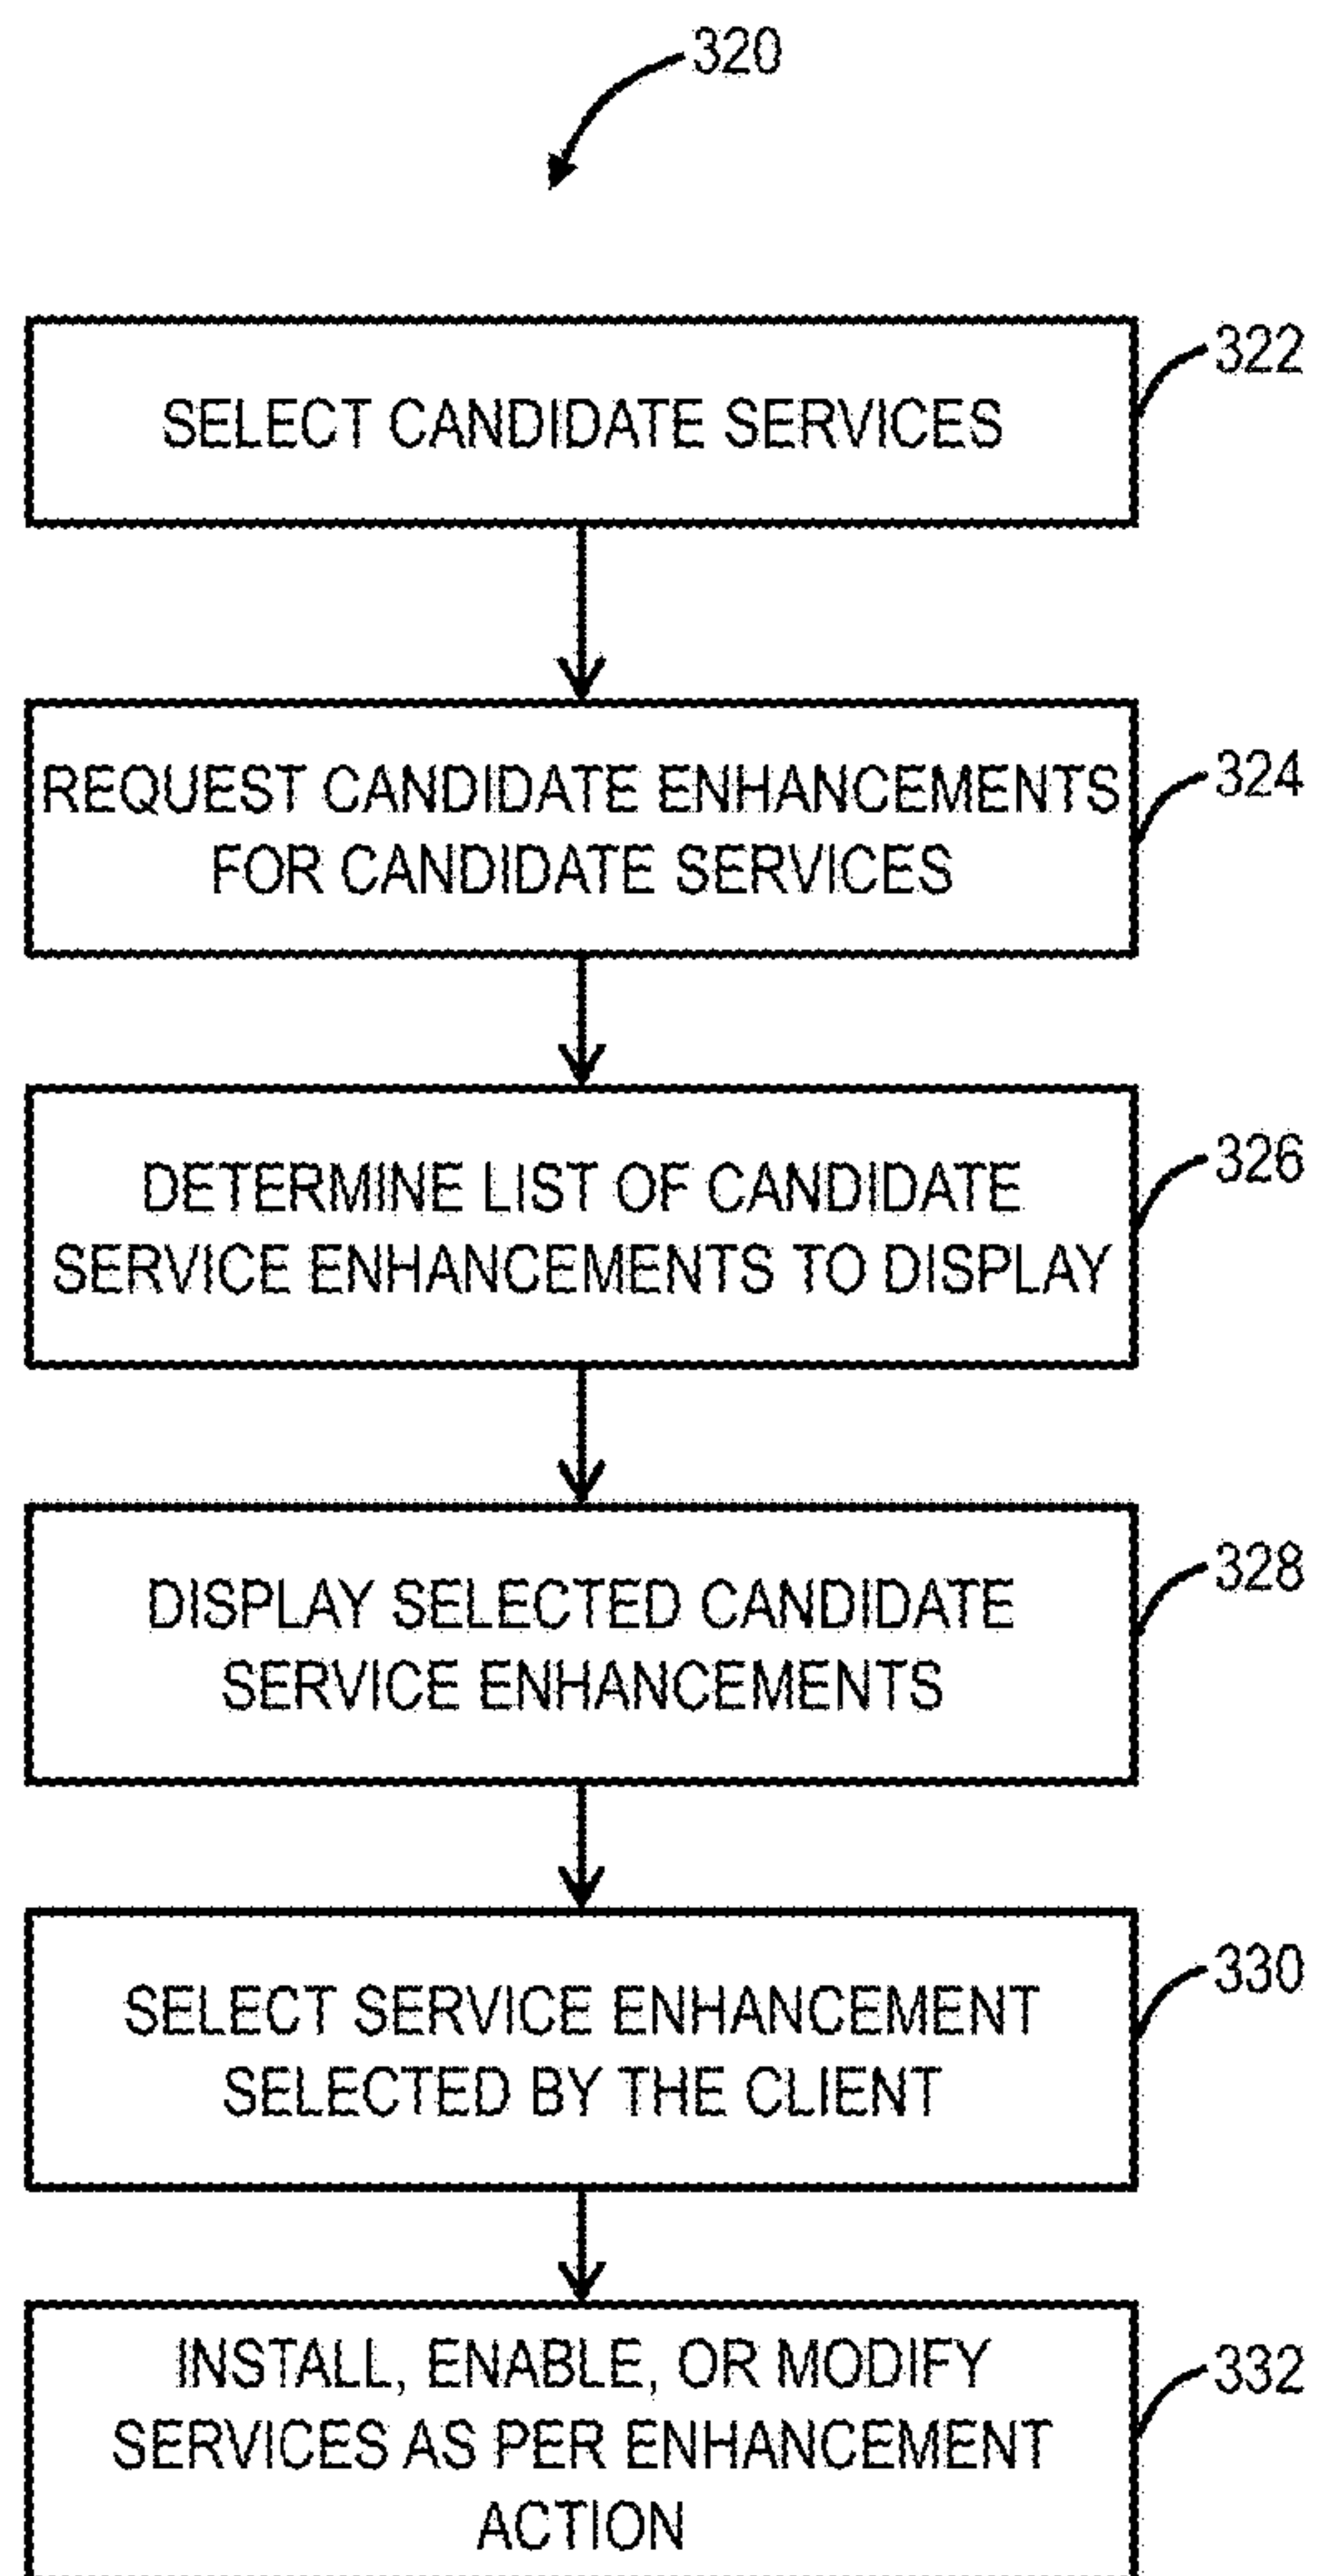 320
SELECT CANDIDATE SERVICES
322
REQUEST CANDIDATE ENHANCEMENTS
FOR CANDIDATE SERVICES
324
DETERMINE LIST OF CANDIDATE
SERVICE ENHANCEMENTS TO DISPLAY
326
DISPLAY SELECTED CANDIDATE
SERVICE ENHANCEMENTS
328
SELECT SERVICE ENHANCEMENT
SELECTED BY THE CLIENT
330
INSTALL, ENABLE, OR MODIFY
SERVICES AS PER ENHANCEMENT
ACTION
332